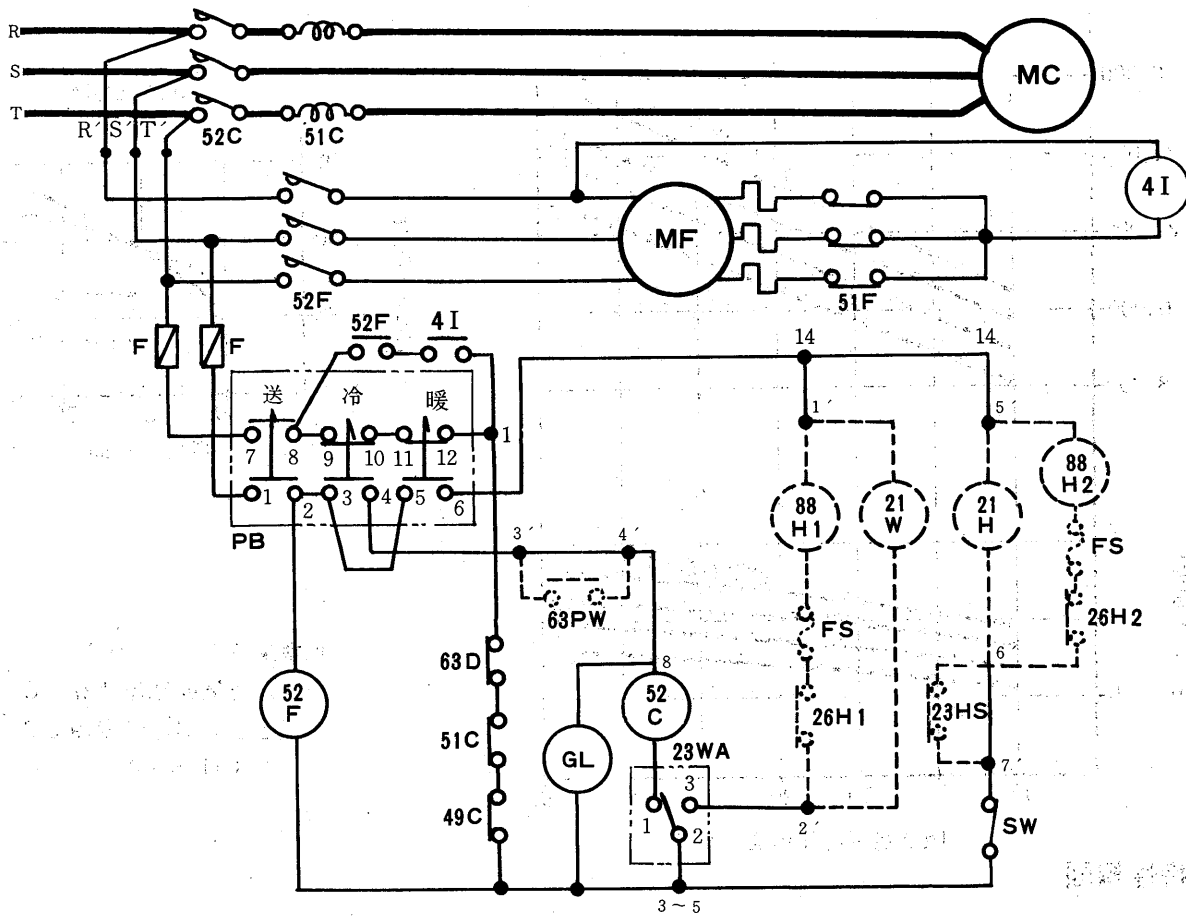 R
S
T
R´ S´ T´
52C
51C
MC
4I
MF
52F
51F
F
F
52F
4I
送 冷 暖
7 8 9 10 11 12 1
1 2 3 4 5 6
PB
14
14
1´
5´
88 H1
21 W
21 H
88 H2
FS
26H2
3´
4´
63PW
FS
26H1
6´
23HS
7´
63D
8
52 F
52 C
51C
GL
23WA
1 3
2
2´
49C
SW
3～5